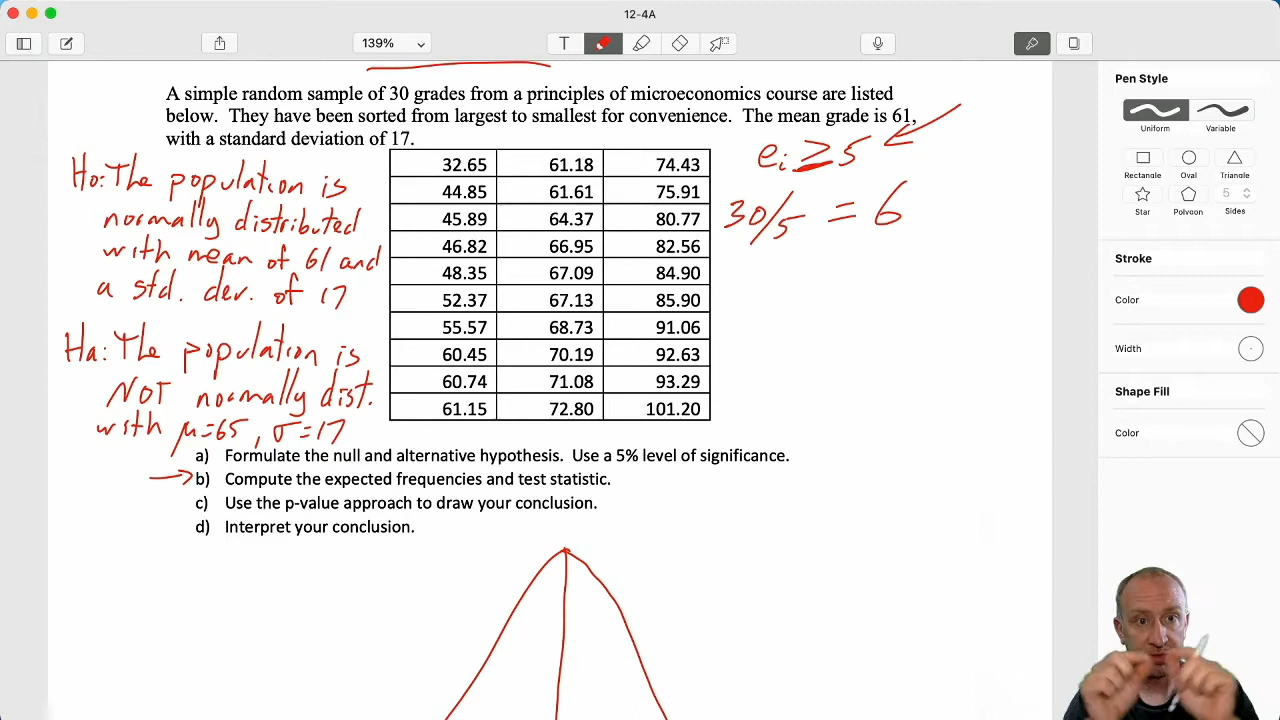 12-4A
139%
T
Pen Style
Uniform
Variable
Rectangle
Oval
Triangle
Star
Polygon
5
Sides
Stroke
Color
Width
Shape Fill
Color
A simple random sample of 30 grades from a principles of microeconomics course are listed
below. They have been sorted from largest to smallest for convenience. The mean grade is 61,
with a standard deviation of 17.
Ho: The population is
normally distributed
with mean of 61 and
a std. dev. of 17
Ha: The population is
NOT normally dist.
with μ=65, σ=17
32.65 61.18 74.43
44.85 61.61 75.91
45.89 64.37 80.77
46.82 66.95 82.56
48.35 67.09 84.90
52.37 67.13 85.90
55.57 68.73 91.06
60.45 70.19 92.63
60.74 71.08 93.29
61.15 72.80 101.20
ei ≥ 5
30/5 = 6
a) Formulate the null and alternative hypothesis. Use a 5% level of significance.
b) Compute the expected frequencies and test statistic.
c) Use the p-value approach to draw your conclusion.
d) Interpret your conclusion.